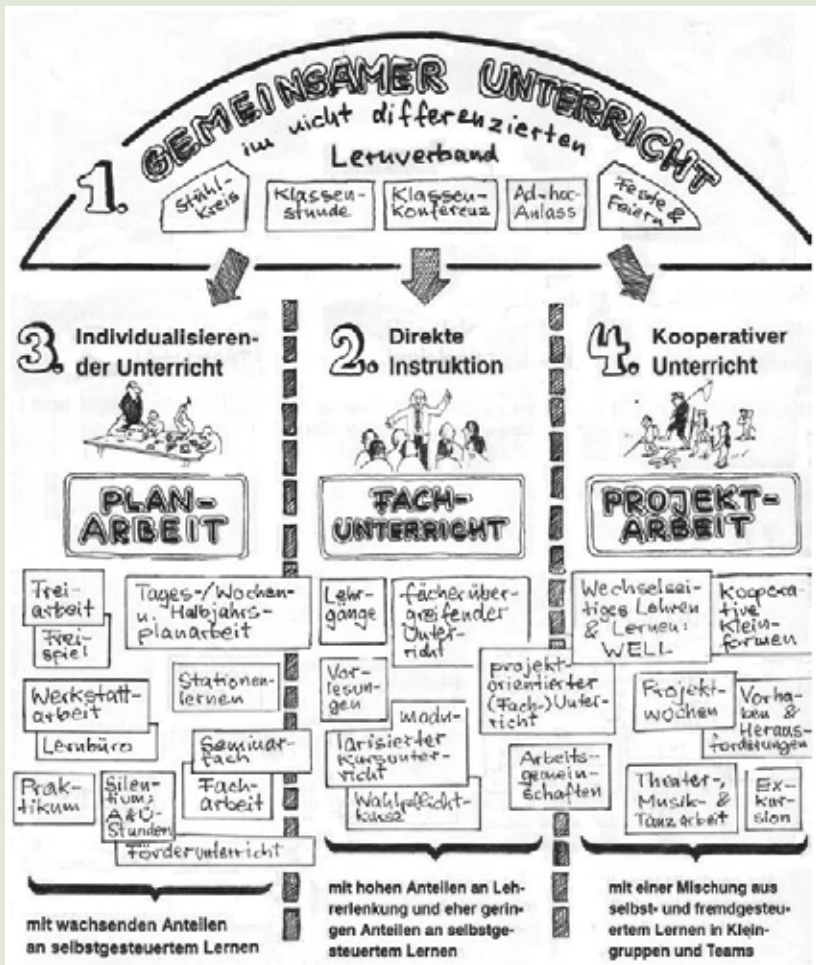 1. GEMEINSAMER UNTERRICHT
im nicht differenzierten
Lernverband
Stuhl-
kreis
Klassen-
stunde
Klassen-
konferenz
Ad-hoc-
Anlass
Feste &
Feiern
3. Individualisieren-
der Unterricht
PLAN-
ARBEIT
Frei-
arbeit
Frei-
spiel
Tages-/Wochen-
u. Halbjahrs-
planarbeit
Stationen-
lernen
Werkstatt-
arbeit
Lernbüro
Seminar-
fach
Fach-
arbeit
Prak-
tikum
Silen-
tium;
A&Ü-
Stunden
Förderunterricht
mit wachsenden Anteilen
an selbstgesteuertem Lernen
2. Direkte
Instruktion
FACH-
UNTERRICHT
Lehr-
gänge
fächerüber-
greifender
Unter-
richt
Vor-
lesun-
gen
projekt-
orientierter
(Fach-)Unter-
richt
modu-
larisierter
Kursunter-
richt
Wahlpflicht-
kurse
Arbeits-
gemein-
schaften
mit hohen Anteilen an Leh-
rerlenkung und eher gerin-
gen Anteilen an selbstge-
steuertem Lernen
4. Kooperativer
Unterricht
PROJEKT-
ARBEIT
Wechselsei-
tiges Lehren
& Lernen:
WELL
Koopera-
tive
Klein-
formen
Projekt-
wochen
Vorha-
ben &
Heraus-
forderungen
Theater-,
Musik- &
Tanzarbeit
Ex-
kur-
sion
mit einer Mischung aus
selbst- und fremdgesteu-
ertem Lernen in Klein-
gruppen und Teams